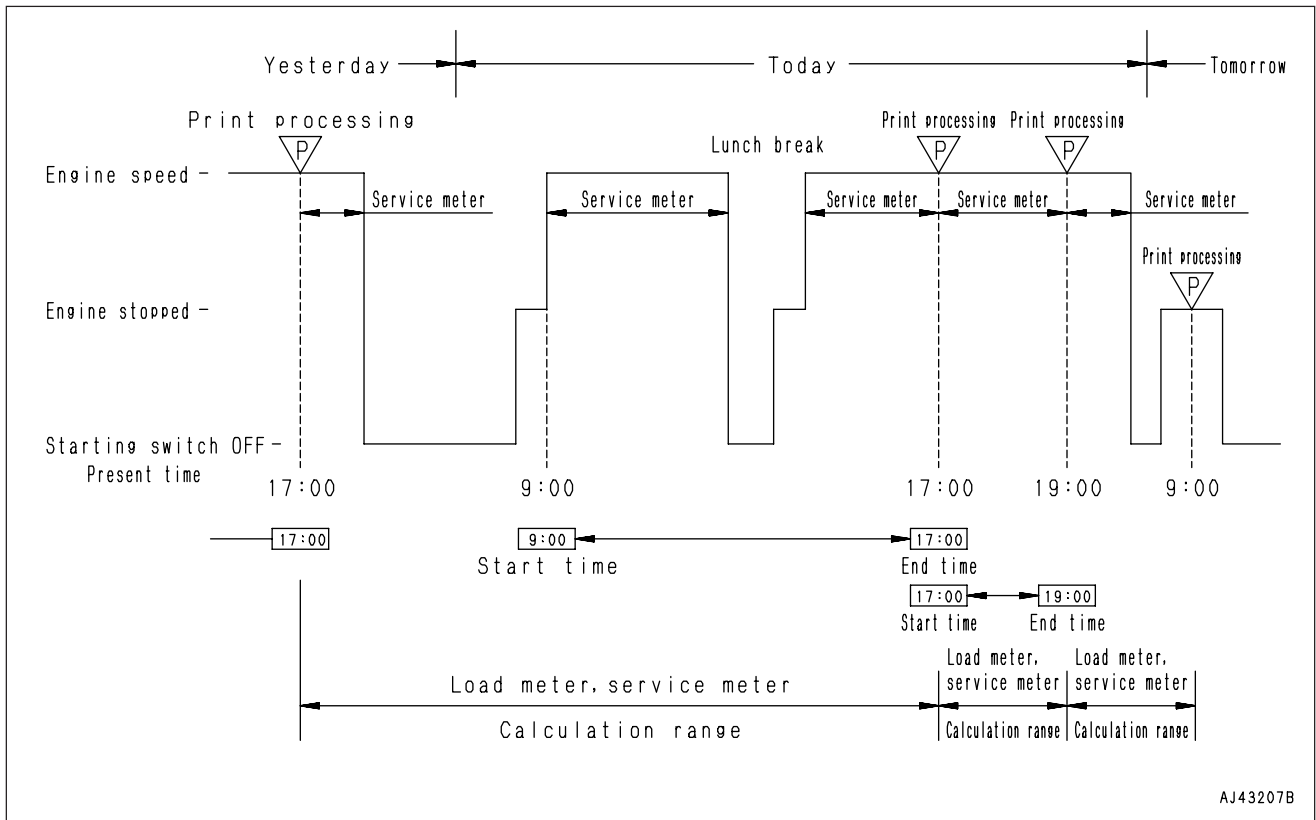 Yesterday
Today
Tomorrow
Print processing
Print processing
Print processing
P
P
P
Lunch break
Engine speed
Service meter
Service meter
Service meter
Service meter
Service meter
Print processing
P
Engine stopped
Starting switch OFF
Present time
17:00
9:00
17:00
19:00
9:00
17:00
9:00
17:00
Start time
End time
17:00
19:00
Start time
End time
Load meter, service meter
Calculation range
Load meter,
service meter
Calculation range
Load meter,
service meter
Calculation range
AJ43207B